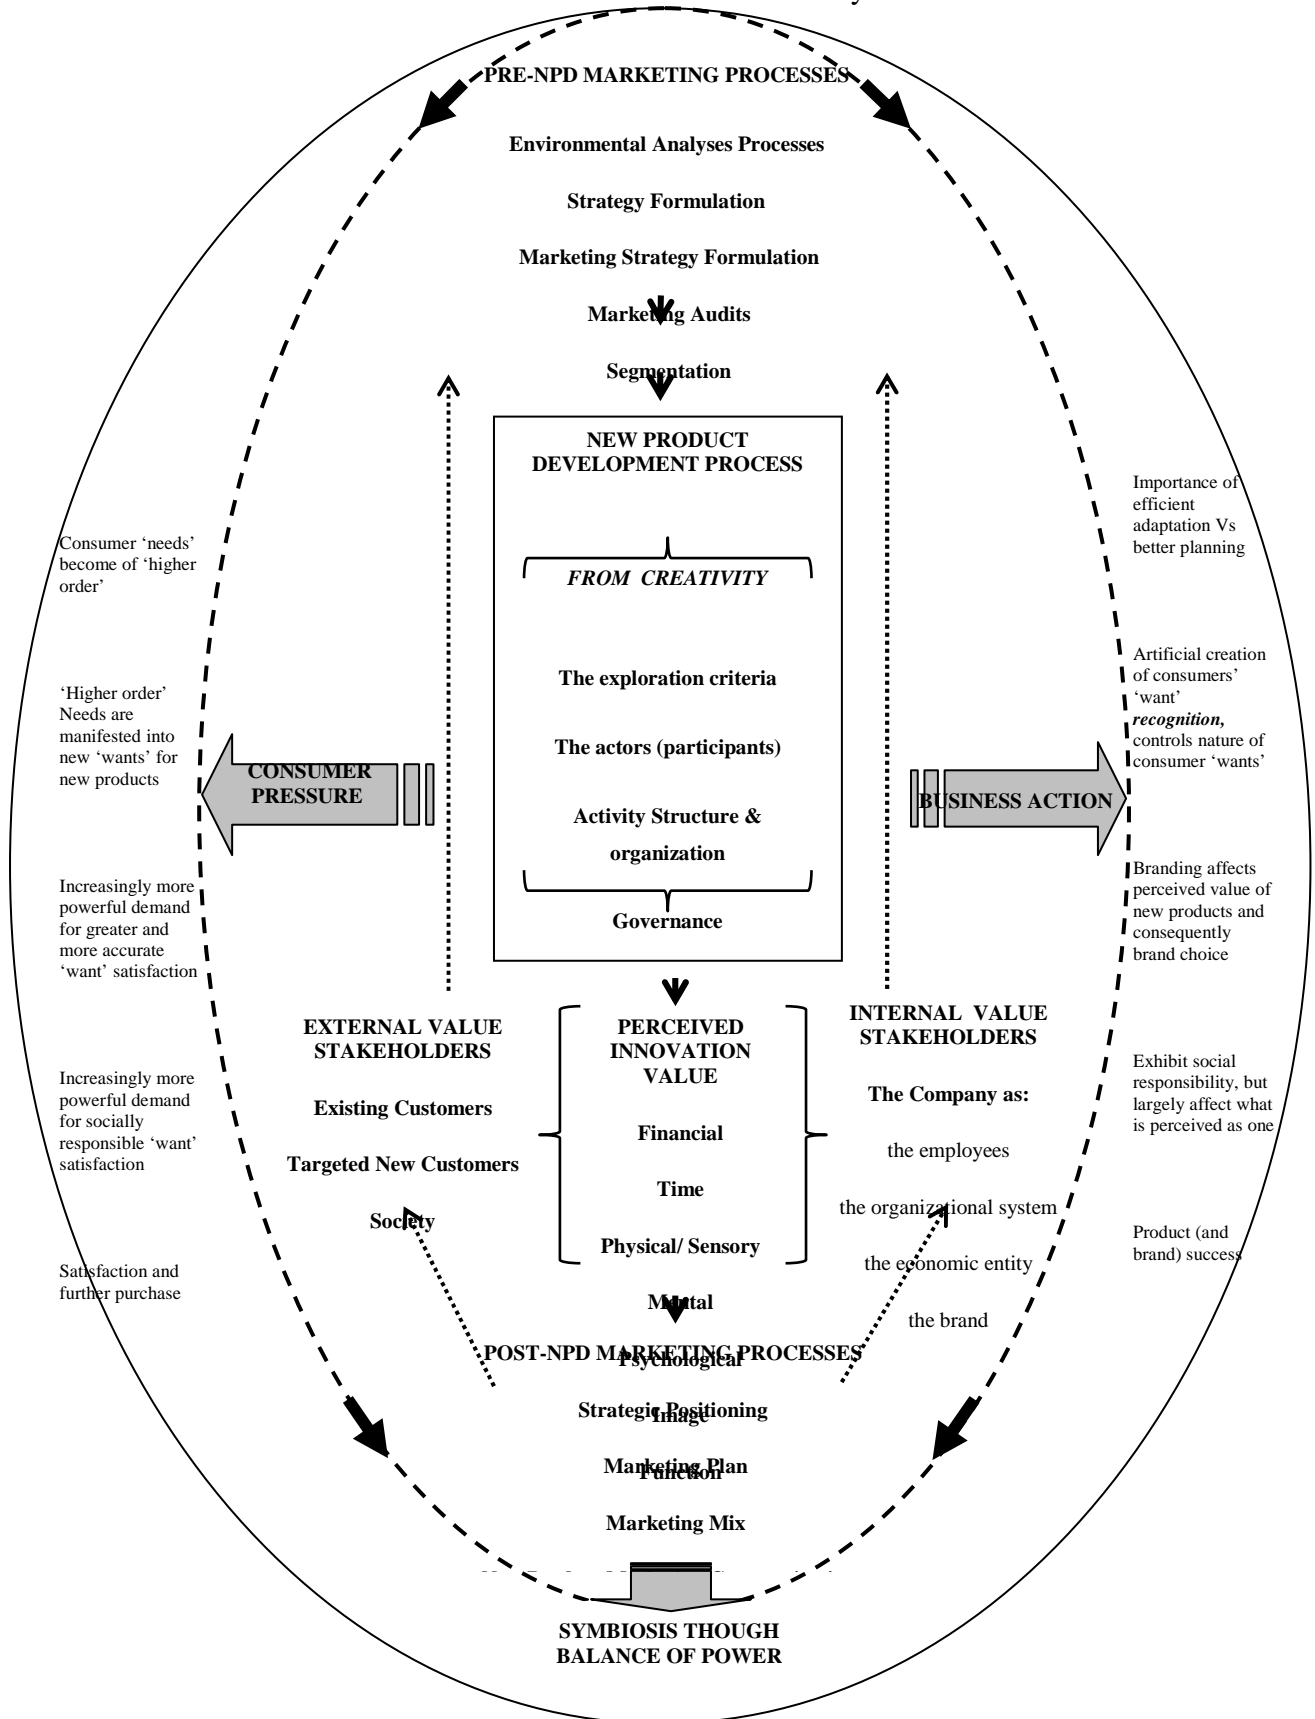 PRE-NPD MARKETING PROCESSES
Environmental Analyses Processes
Strategy Formulation
Marketing Strategy Formulation
Marketing Audits
Segmentation
NEW PRODUCT
DEVELOPMENT PROCESS
FROM CREATIVITY
The exploration criteria
The actors (participants)
Activity Structure &
organization
Governance
Consumer ‘needs’
become of ‘higher
order’
‘Higher order’
Needs are
manifested into
new ‘wants’ for
new products
Increasingly more
powerful demand
for greater and
more accurate
‘want’ satisfaction
Increasingly more
powerful demand
for socially
responsible ‘want’
satisfaction
Satisfaction and
further purchase
CONSUMER
PRESSURE
BUSINESS ACTION
Importance of
efficient
adaptation Vs
better planning
Artificial creation
of consumers’
‘want’
recognition,
controls nature of
consumer ‘wants’
Branding affects
perceived value of
new products and
consequently
brand choice
Exhibit social
responsibility, but
largely affect what
is perceived as one
Product (and
brand) success
EXTERNAL VALUE
STAKEHOLDERS
Existing Customers
Targeted New Customers
Society
PERCEIVED
INNOVATION
VALUE
Financial
Time
Physical/ Sensory
Mental
Psychological
Image
Function
INTERNAL VALUE
STAKEHOLDERS
The Company as:
the employees
the organizational system
the economic entity
the brand
POST-NPD MARKETING PROCESSES
Strategic Positioning
Marketing Plan
Marketing Mix
SYMBIOSIS THOUGH
BALANCE OF POWER